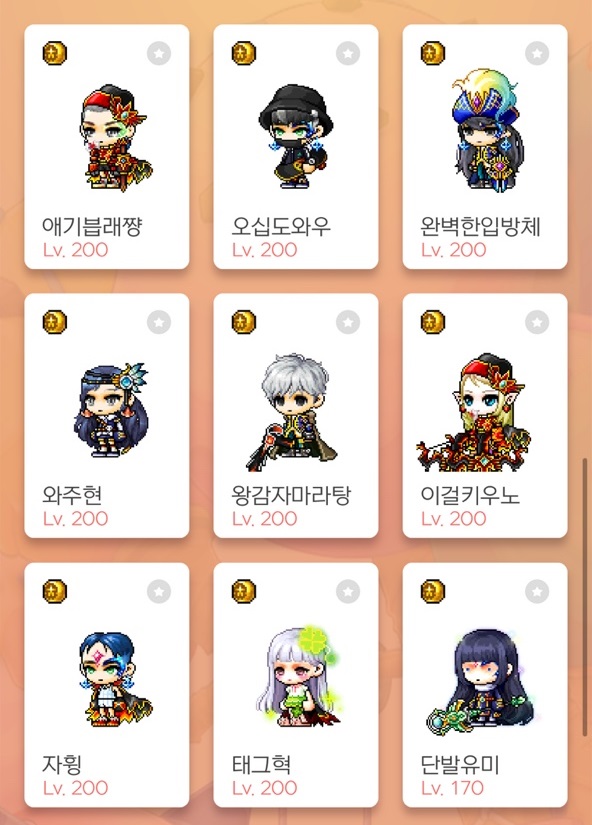 애기블래쨩
Lv. 200
오십도와우
Lv. 200
완벽한입방체
Lv. 200
와주현
Lv. 200
왕감자마라탕
Lv. 200
이걸키우노
Lv. 200
자휭
Lv. 200
태그혁
Lv. 200
단발유미
Lv. 170